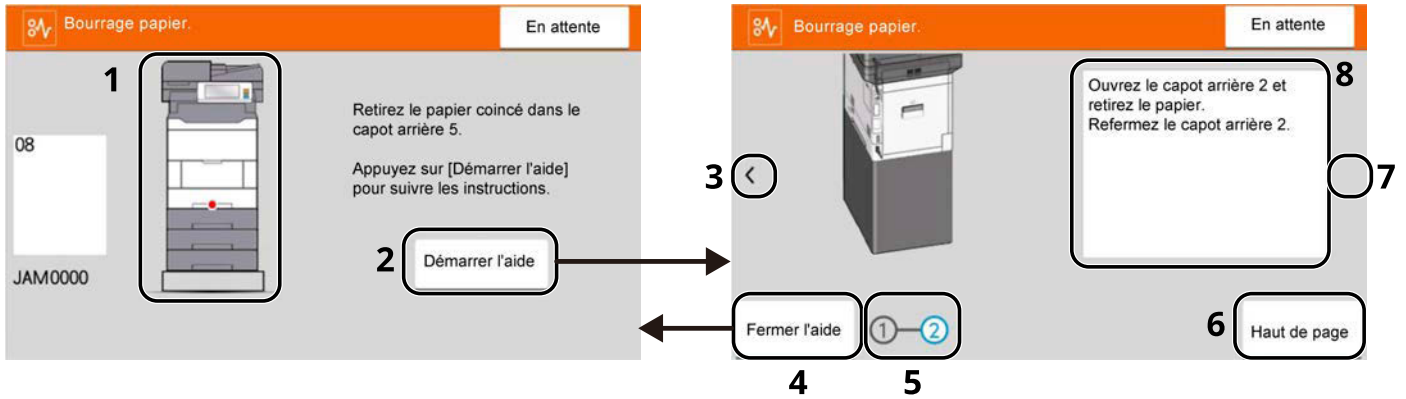 Bourrage papier.
En attente
1
08
JAM0000
Retirez le papier coincé dans le
capot arrière 5.
Appuyez sur [Démarrer l'aide]
pour suivre les instructions.
2
Démarrer l'aide
Bourrage papier.
En attente
8
Ouvrez le capot arrière 2 et
retirez le papier.
Refermez le capot arrière 2.
3
7
Fermer l'aide
1
2
6
Haut de page
4
5